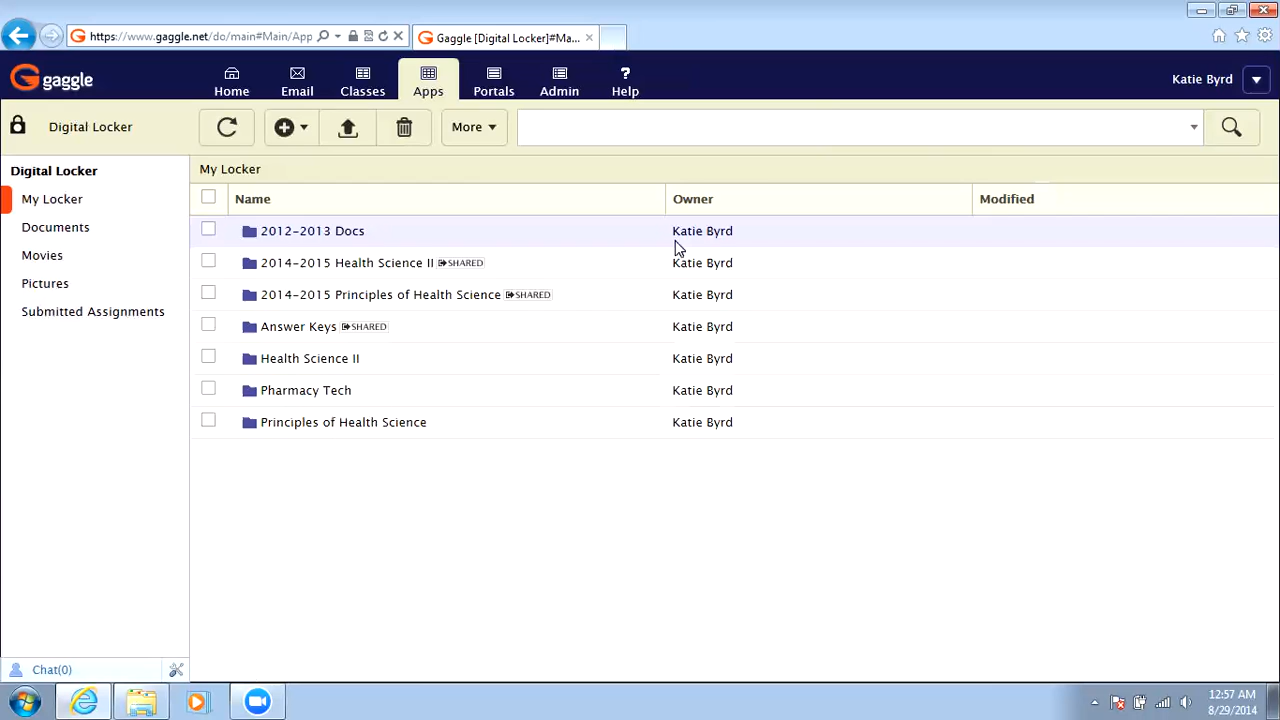 https://www.gaggle.net/do/main#Main/App
Gaggle [Digital Locker]#Ma...
gaggle
Home
Email
Classes
Apps
Portals
Admin
Help
Katie Byrd
Digital Locker
More
Digital Locker
My Locker
Documents
Movies
Pictures
Submitted Assignments
My Locker
Name Owner Modified
2012-2013 Docs Katie Byrd
2014-2015 Health Science II SHARED Katie Byrd
2014-2015 Principles of Health Science SHARED Katie Byrd
Answer Keys SHARED Katie Byrd
Health Science II Katie Byrd
Pharmacy Tech Katie Byrd
Principles of Health Science Katie Byrd
Chat(0)
12:57 AM
8/29/2014